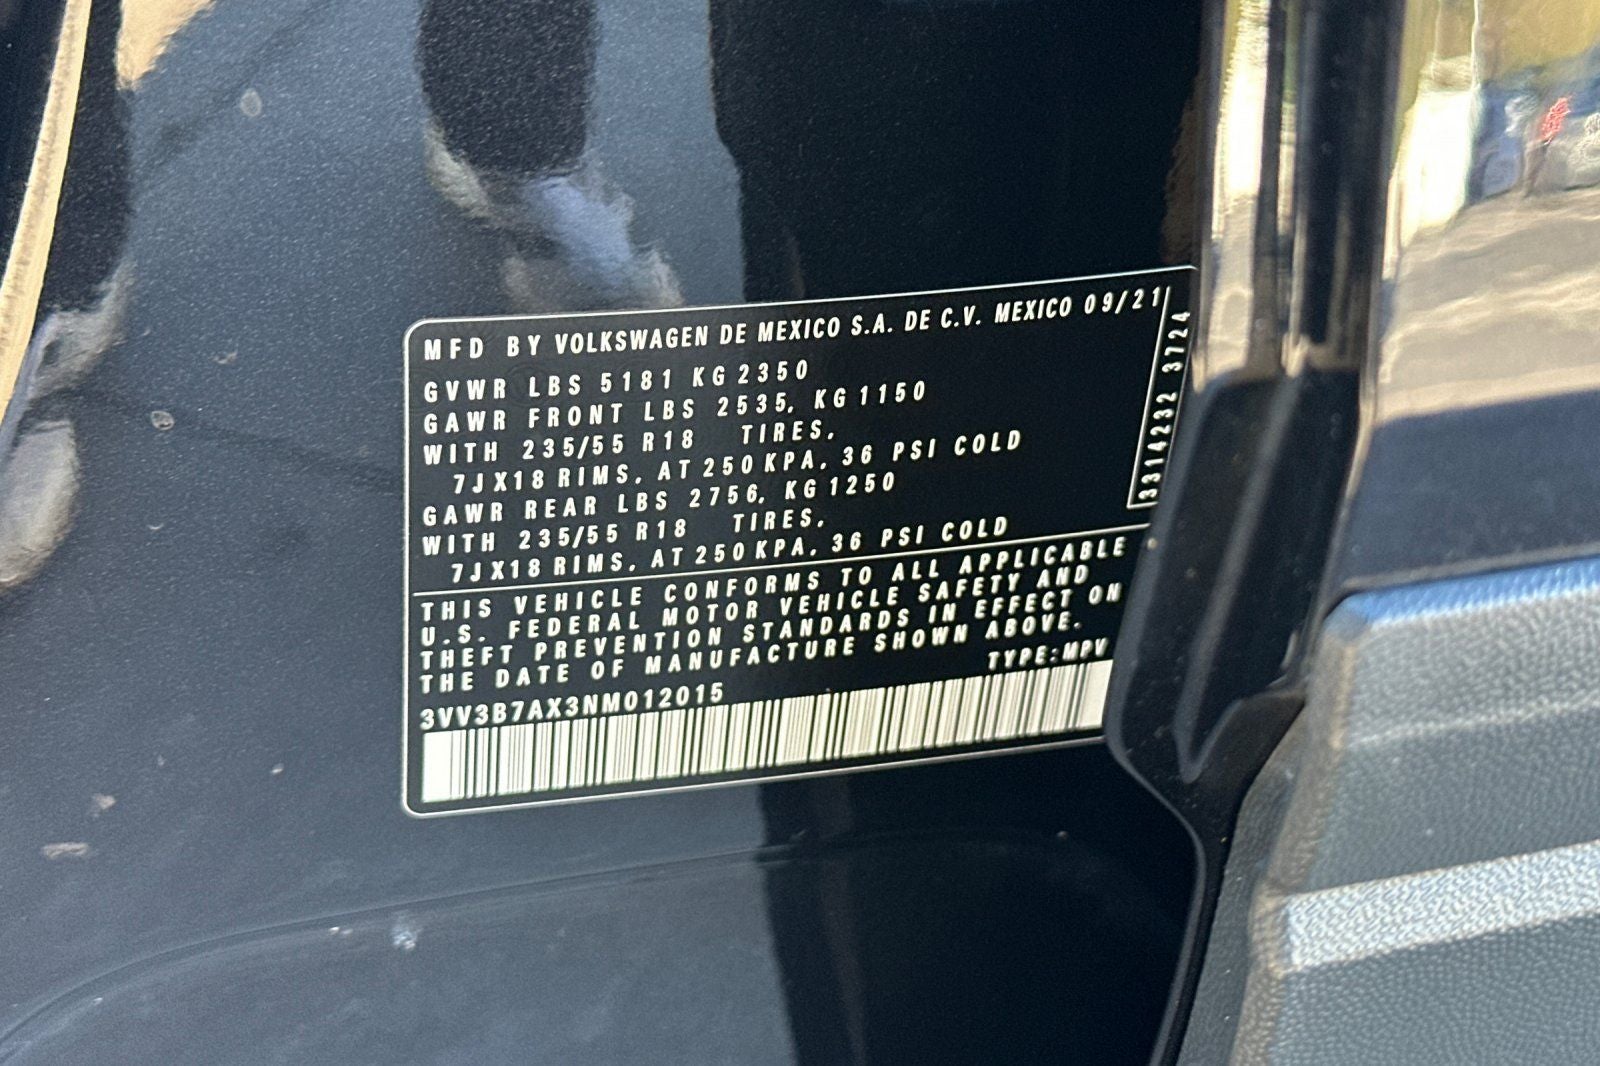 MFD BY VOLKSWAGEN DE MEXICO S.A. DE C.V. MEXICO 09/21
GVWR LBS 5181 KG 2350
GAWR FRONT LBS 2535, KG 1150
WITH 235/55 R18 TIRES,
7JX18 RIMS, AT 250 KPA, 36 PSI COLD
GAWR REAR LBS 2756, KG 1250
WITH 235/55 R18 TIRES,
7JX18 RIMS, AT 250 KPA, 36 PSI COLD
3314232 3724
THIS VEHICLE CONFORMS TO ALL APPLICABLE
U.S. FEDERAL MOTOR VEHICLE SAFETY AND
THEFT PREVENTION STANDARDS IN EFFECT ON
THE DATE OF MANUFACTURE SHOWN ABOVE.
TYPE:MPV
3VV3B7AX3NM012015